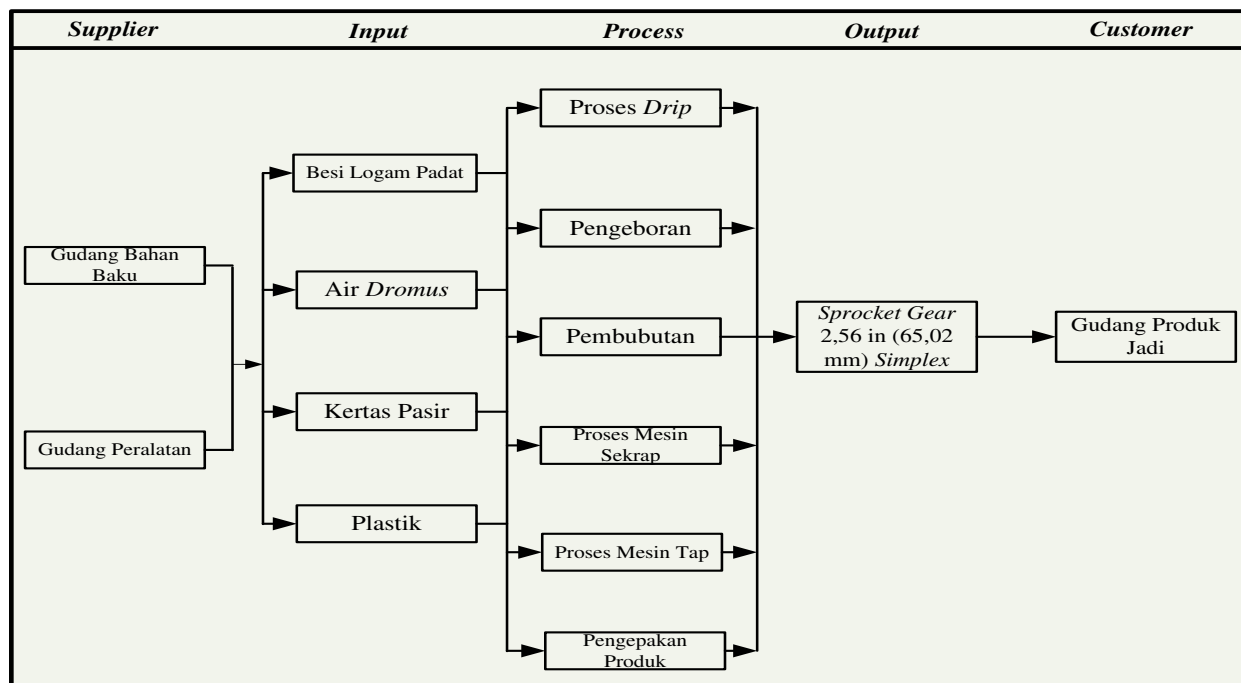 Supplier
Input
Process
Output
Customer
Gudang Bahan
Baku
Gudang Peralatan
Besi Logam Padat
Air Dromus
Kertas Pasir
Plastik
Proses Drip
Pengeboran
Pembubutan
Proses Mesin
Sekrap
Proses Mesin Tap
Pengepakan
Produk
Sprocket Gear
2,56 in (65,02
mm) Simplex
Gudang Produk
Jadi